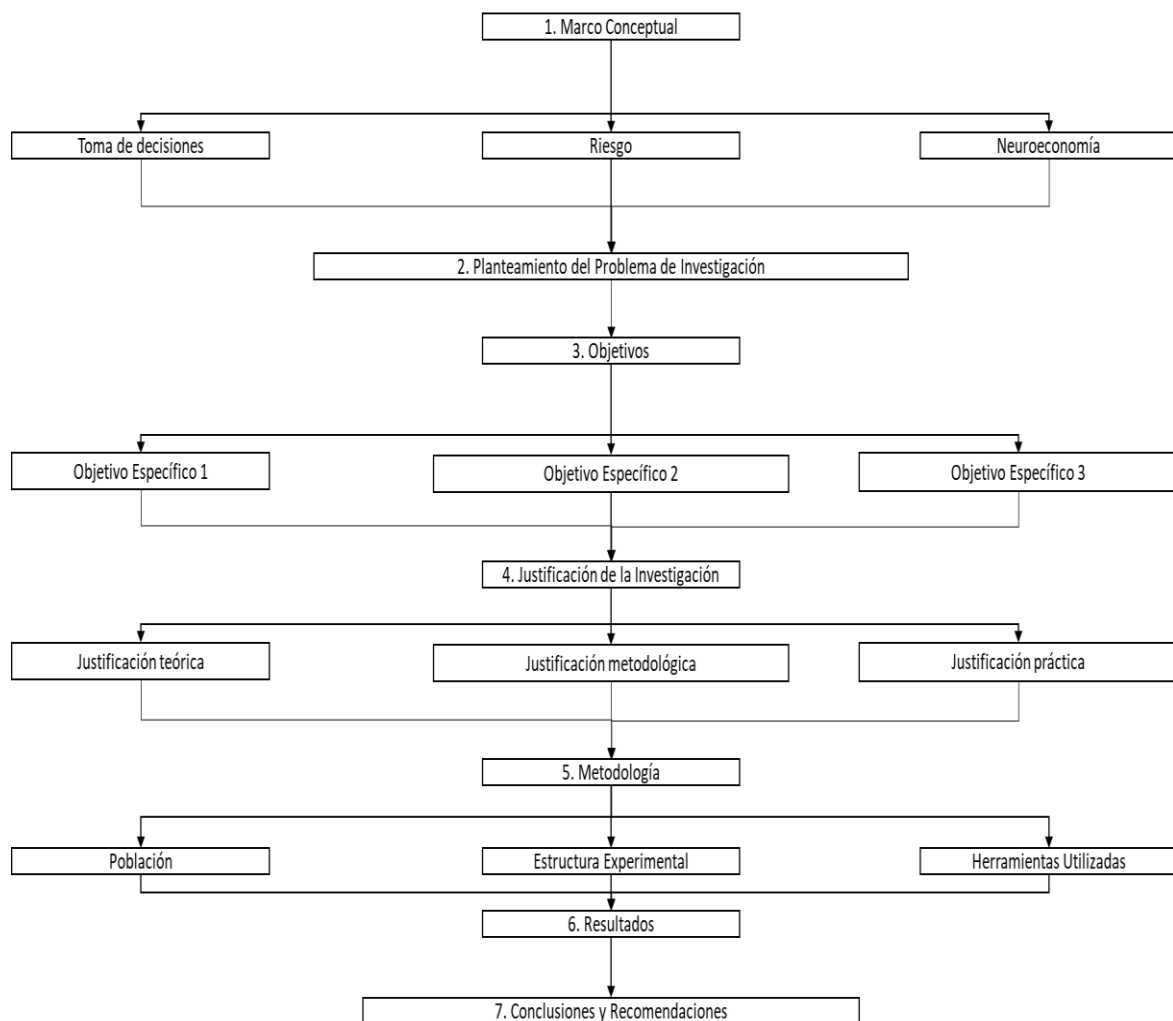 1. Marco Conceptual
Toma de decisiones
Riesgo
Neuroeconomía
2. Planteamiento del Problema de Investigación
3. Objetivos
Objetivo Específico 1
Objetivo Específico 2
Objetivo Específico 3
4. Justificación de la Investigación
Justificación teórica
Justificación metodológica
Justificación práctica
5. Metodología
Población
Estructura Experimental
Herramientas Utilizadas
6. Resultados
7. Conclusiones y Recomendaciones